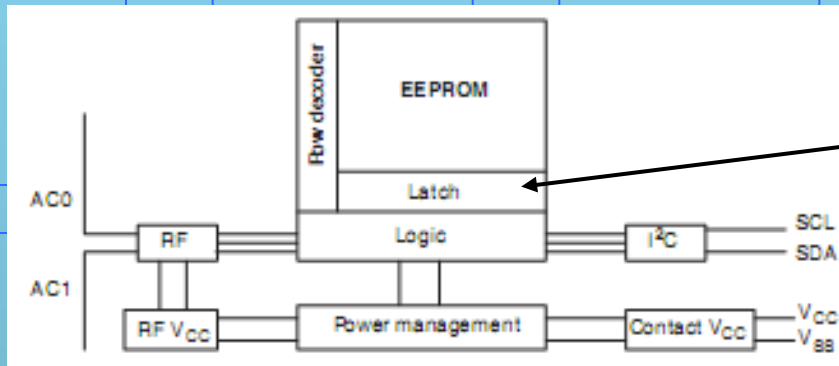 Row decoder
EEPROM
Latch
AC0
RF
Logic
I²C
SCL
SDA
AC1
RF VCC
Power management
Contact VCC
VCC
VSS